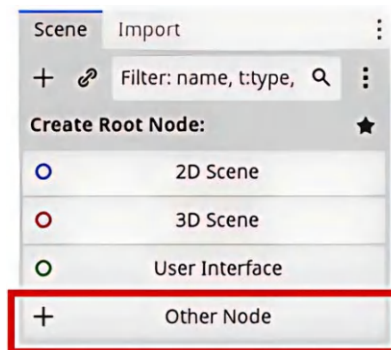 Scene Import
Filter: name, t:type,
Create Root Node:
2D Scene
3D Scene
User Interface
Other Node